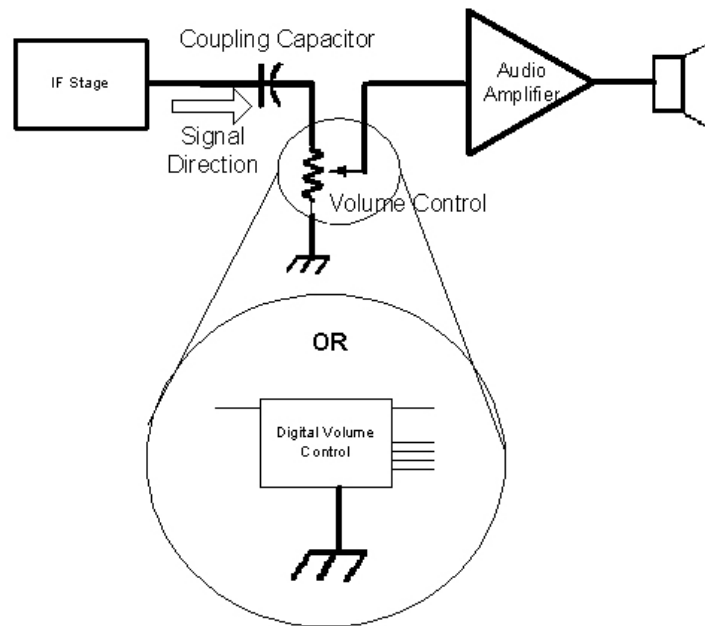 Coupling Capacitor
IF Stage
Audio
Amplifier
Signal
Direction
Volume Control
OR
Digital Volume
Control